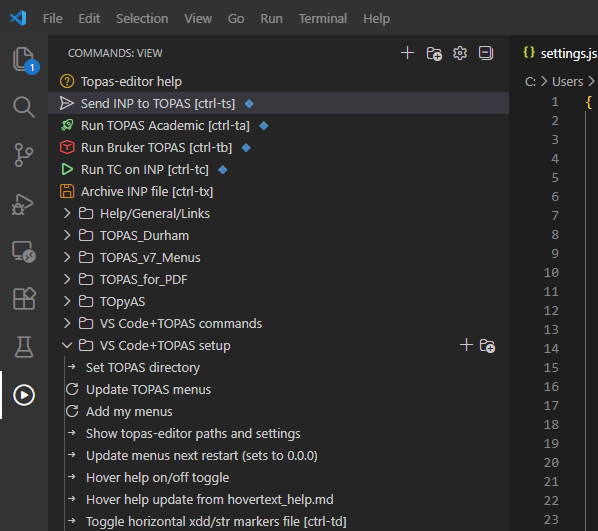 File Edit Selection View Go Run Terminal Help
COMMANDS: VIEW
{} settings.js
1
C: > Users >
Topas-editor help
1 {
Send INP to TOPAS [ctrl-ts]
2
Run TOPAS Academic [ctrl-ta]
3
Run Bruker TOPAS [ctrl-tb]
4
Run TC on INP [ctrl-tc]
5
Archive INP file [ctrl-tx]
6
Help/General/Links
7
TOPAS_Durham
8
TOPAS_v7_Menus
9
TOPAS_for_PDF
10
TOpyAS
11
VS Code+TOPAS commands
12
13
VS Code+TOPAS setup
14
Set TOPAS directory
15
Update TOPAS menus
16
Add my menus
17
Show topas-editor paths and settings
18
Update menus next restart (sets to 0.0.0)
19
20
Hover help on/off toggle
21
Hover help update from hovertext_help.md
22
Toggle horizontal xdd/str markers file [ctrl-td]
23